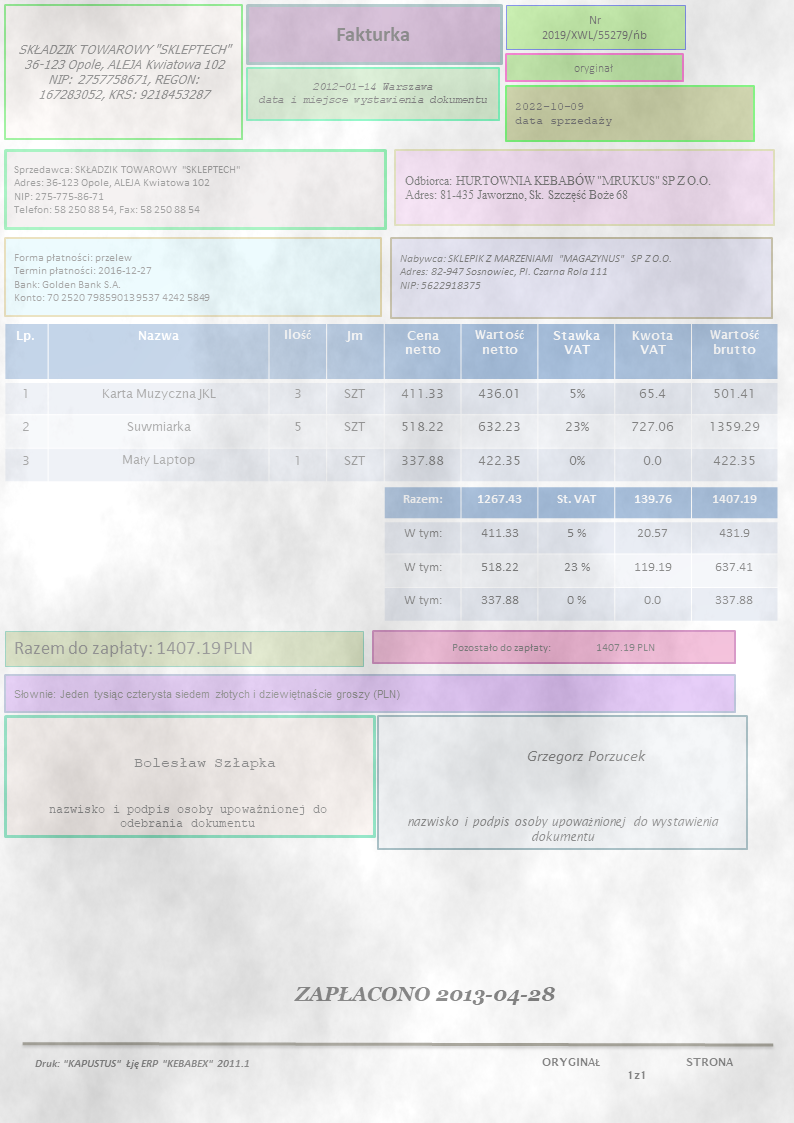 SKŁADZIK TOWAROWY "SKLEPTECH"
36-123 Opole, ALEJA Kwiatowa 102
NIP: 2757758671, REGON:
167283052, KRS: 9218453287
Fakturka
2012-01-14 Warszawa
data i miejsce wystawienia dokumentu
Nr
2019/XWL/55279/ńb
oryginał
2022-10-09
data sprzedaży
Sprzedawca: SKŁADZIK TOWAROWY "SKLEPTECH"
Adres: 36-123 Opole, ALEJA Kwiatowa 102
NIP: 275-775-86-71
Telefon: 58 250 88 54, Fax: 58 250 88 54
Odbiorca: HURTOWNIA KEBABÓW "MRUKUS" SP Z O.O.
Adres: 81-435 Jaworzno, Sk. Szczęść Boże 68
Forma płatności: przelew
Termin płatności: 2016-12-27
Bank: Golden Bank S.A.
Konto: 70 2520 7985 9013 9537 4242 5849
Nabywca: SKLEPIK Z MARZENIAMI "MAGAZYNUS" SP Z O.O.
Adres: 82-947 Sosnowiec, Pl. Czarna Rola 111
NIP: 5622918375
Lp. Nazwa Ilość Jm Cena netto Wartość netto Stawka VAT Kwota VAT Wartość brutto
1 Karta Muzyczna JKL 3 SZT 411.33 436.01 5% 65.4 501.41
2 Suwmiarka 5 SZT 518.22 632.23 23% 727.06 1359.29
3 Mały Laptop 1 SZT 337.88 422.35 0% 0.0 422.35
Razem: 1267.43 St. VAT 139.76 1407.19
W tym: 411.33 5 % 20.57 431.9
W tym: 518.22 23 % 119.19 637.41
W tym: 337.88 0 % 0.0 337.88
Razem do zapłaty: 1407.19 PLN
Pozostało do zapłaty: 1407.19 PLN
Słownie: Jeden tysiąc czterysta siedem złotych i dziewiętnaście groszy (PLN)
Bolesław Szłapka
nazwisko i podpis osoby upoważnionej do
odebrania dokumentu
Grzegorz Porzucek
nazwisko i podpis osoby upoważnionej do wystawienia
dokumentu
ZAPŁACONO 2013-04-28
Druk: "KAPUSTUS" Łję ERP "KEBABEX" 2011.1
ORYGINAŁ STRONA
1 z 1